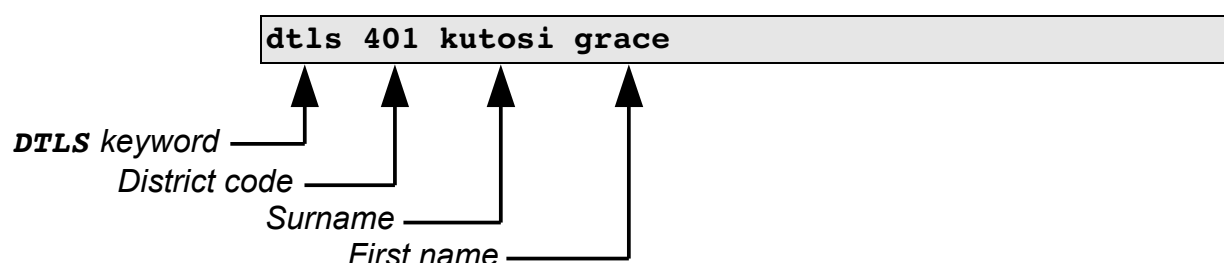 dtls 401 kutosi grace
DTLS keyword
District code
Surname
First name